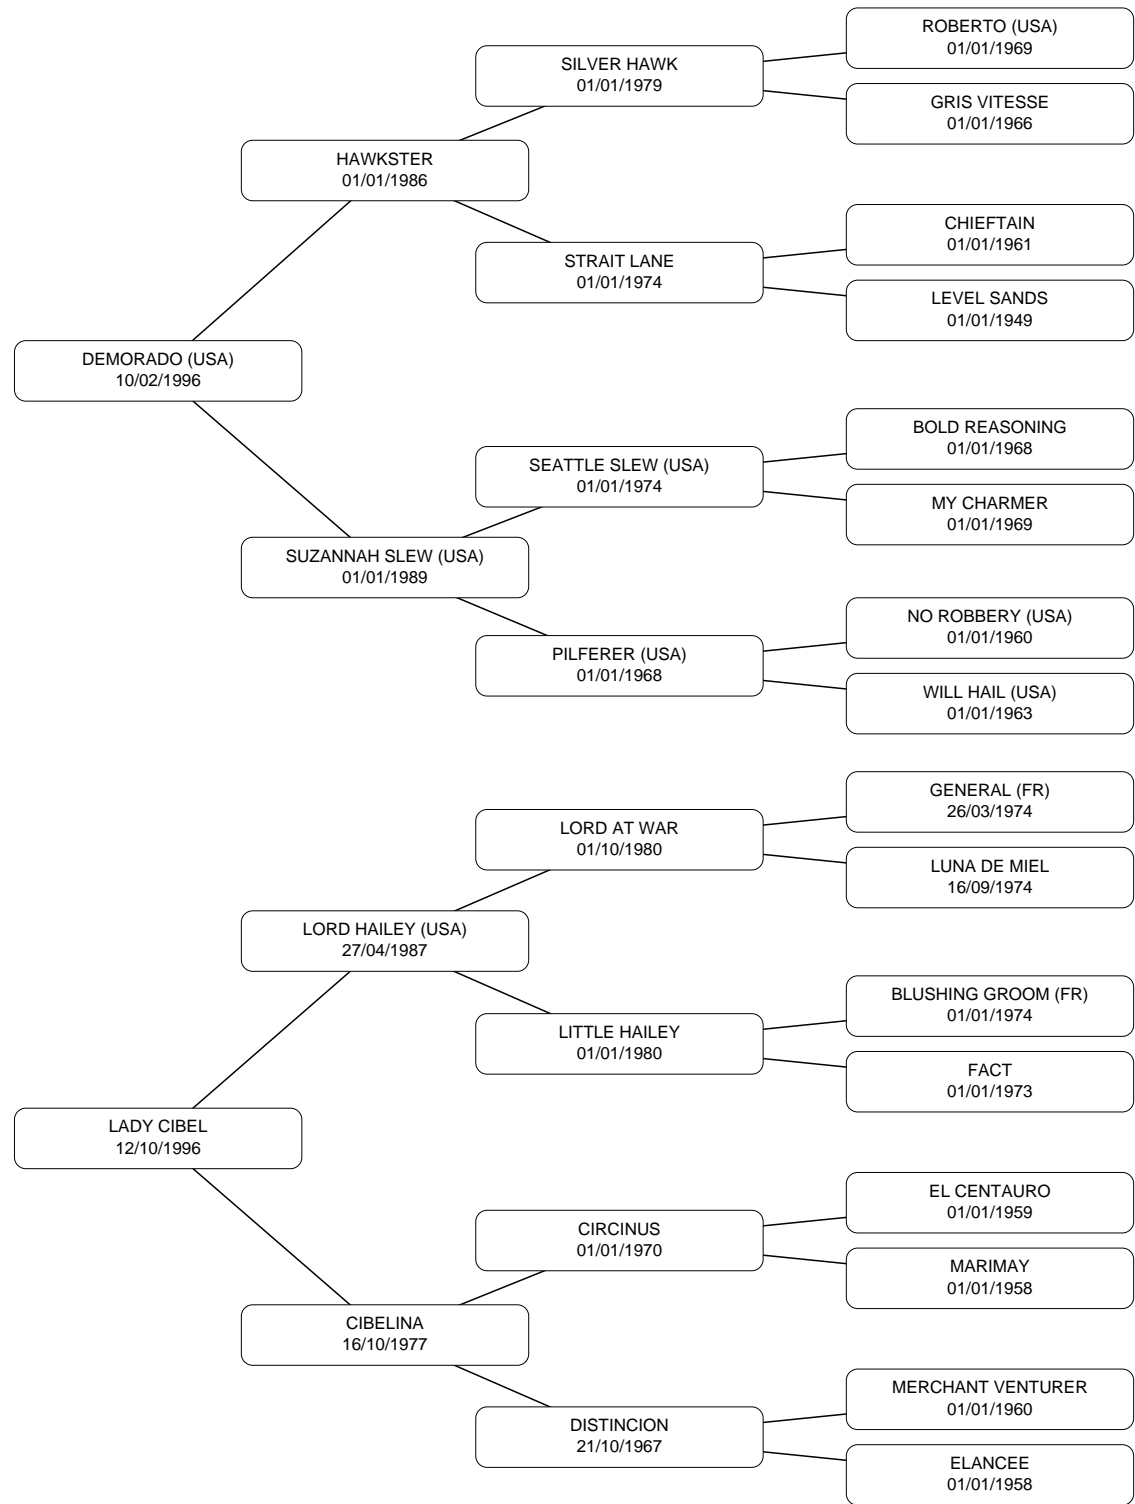 ROBERTO (USA)
01/01/1969
SILVER HAWK
01/01/1979
GRIS VITESSE
01/01/1966
HAWKSTER
01/01/1986
CHIEFTAIN
01/01/1961
STRAIT LANE
01/01/1974
LEVEL SANDS
01/01/1949
DEMORADO (USA)
10/02/1996
BOLD REASONING
01/01/1968
SEATTLE SLEW (USA)
01/01/1974
MY CHARMER
01/01/1969
SUZANNAH SLEW (USA)
01/01/1989
NO ROBBERY (USA)
01/01/1960
PILFERER (USA)
01/01/1968
WILL HAIL (USA)
01/01/1963
GENERAL (FR)
26/03/1974
LORD AT WAR
01/10/1980
LUNA DE MIEL
16/09/1974
LORD HAILEY (USA)
27/04/1987
BLUSHING GROOM (FR)
01/01/1974
LITTLE HAILEY
01/01/1980
FACT
01/01/1973
LADY CIBEL
12/10/1996
EL CENTAURO
01/01/1959
CIRCINUS
01/01/1970
MARIMAY
01/01/1958
CIBELINA
16/10/1977
MERCHANT VENTURER
01/01/1960
DISTINCION
21/10/1967
ELANCEE
01/01/1958